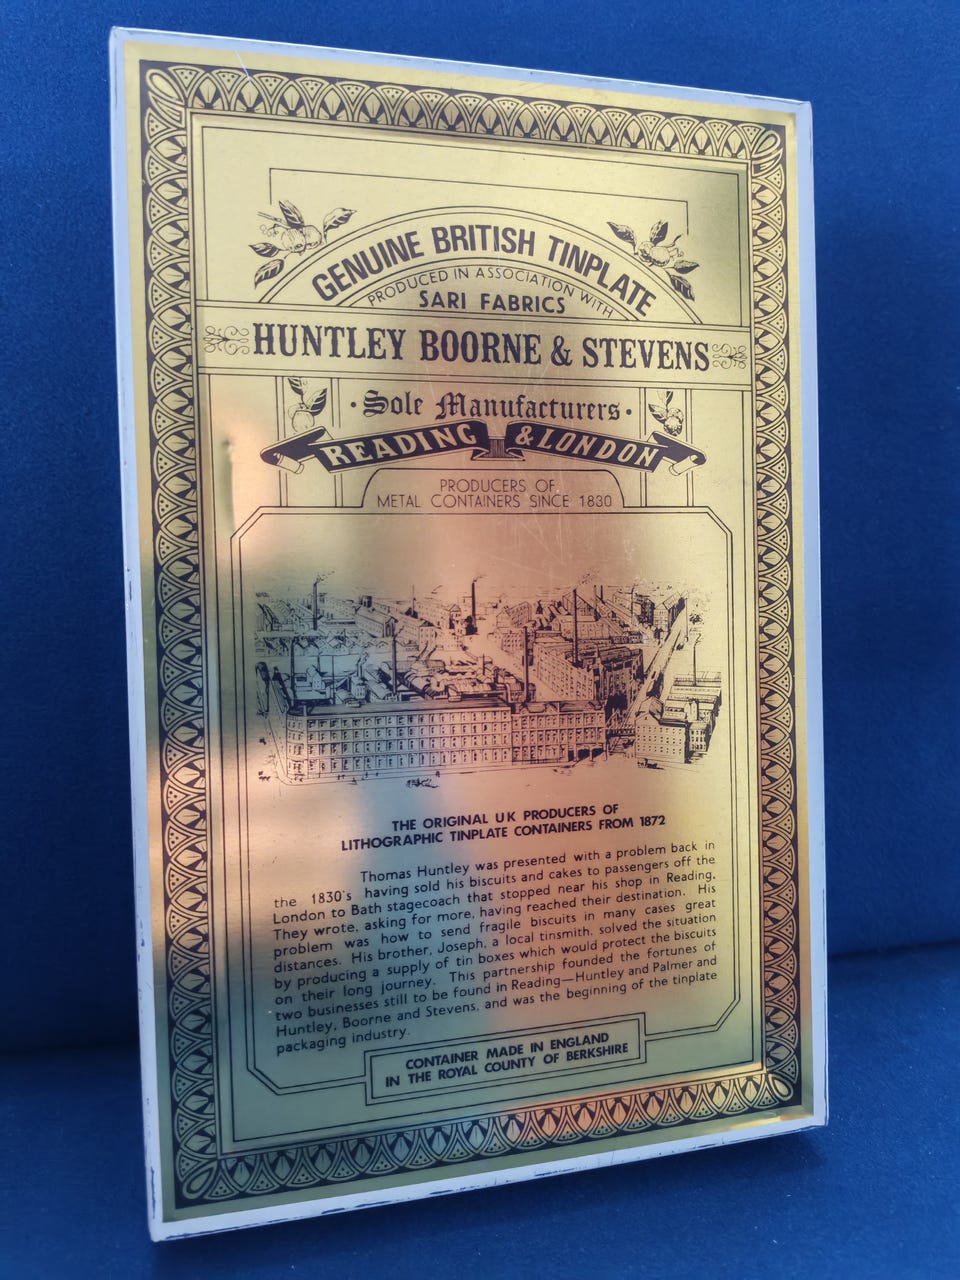 GENUINE BRITISH TINPLATE
PRODUCED IN ASSOCIATION WITH
SARI FABRICS
HUNTLEY BOORNE & STEVENS
· Sole Manufacturers ·
READING & LONDON
PRODUCERS OF
METAL CONTAINERS SINCE 1830
THE ORIGINAL UK PRODUCERS OF
LITHOGRAPHIC TINPLATE CONTAINERS FROM 1872
Thomas Huntley was presented with a problem back in
the 1830's having sold his biscuits and cakes to passengers off the
London to Bath stagecoach that stopped near his shop in Reading.
They wrote, asking for more, having reached their destination. His
problem was how to send fragile biscuits in many cases great
distances. His brother, Joseph, a local tinsmith, solved the situation
by producing a supply of tin boxes which would protect the biscuits
on their long journey. This partnership founded the fortunes of
two businesses still to be found in Reading—Huntley and Palmer and
Huntley, Boorne and Stevens, and was the beginning of the tinplate
packaging industry.
CONTAINER MADE IN ENGLAND
IN THE ROYAL COUNTY OF BERKSHIRE